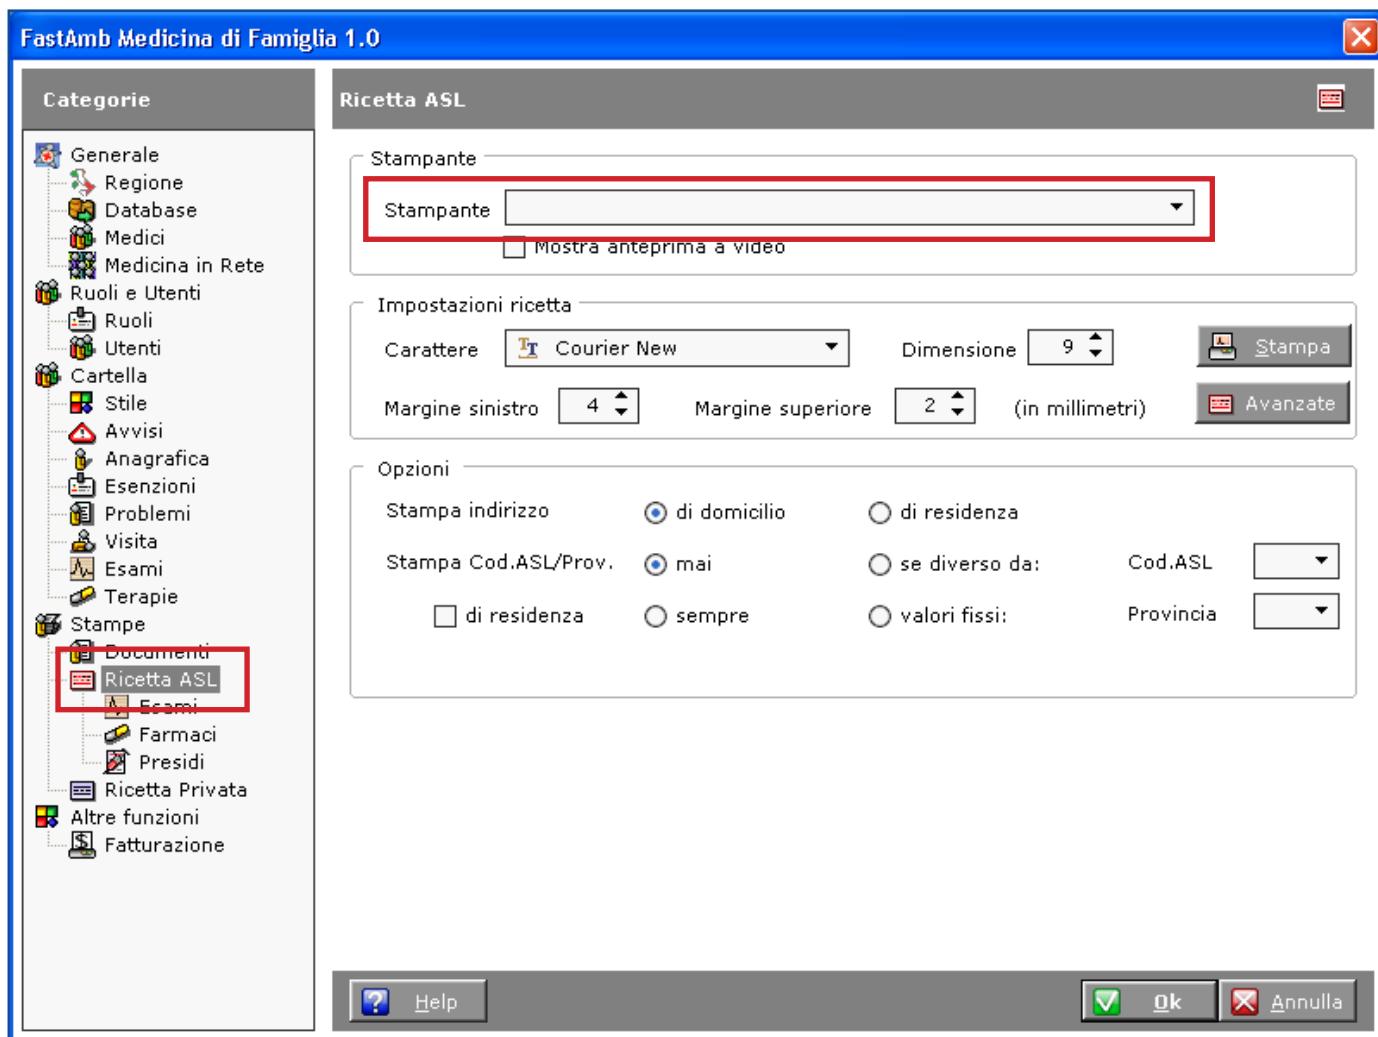 FastAmb Medicina di Famiglia 1.0
Categorie
Generale
Regione
Database
Medici
Medicina in Rete
Ruoli e Utenti
Ruoli
Utenti
Cartella
Stile
Avvisi
Anagrafica
Esenzioni
Problemi
Visita
Esami
Terapie
Stampe
Documenti
Ricetta ASL
Esami
Farmaci
Presidi
Ricetta Privata
Altre funzioni
Fatturazione
Ricetta ASL
Stampante
Stampante
Mostra anteprima a video
Impostazioni ricetta
Carattere Courier New Dimensione 9 Stampa
Margine sinistro 4 Margine superiore 2 (in millimetri) Avanzate
Opzioni
Stampa indirizzo di domicilio di residenza
Stampa Cod.ASL/Prov. mai se diverso da: Cod.ASL
di residenza sempre valori fissi: Provincia
Help Ok Annulla